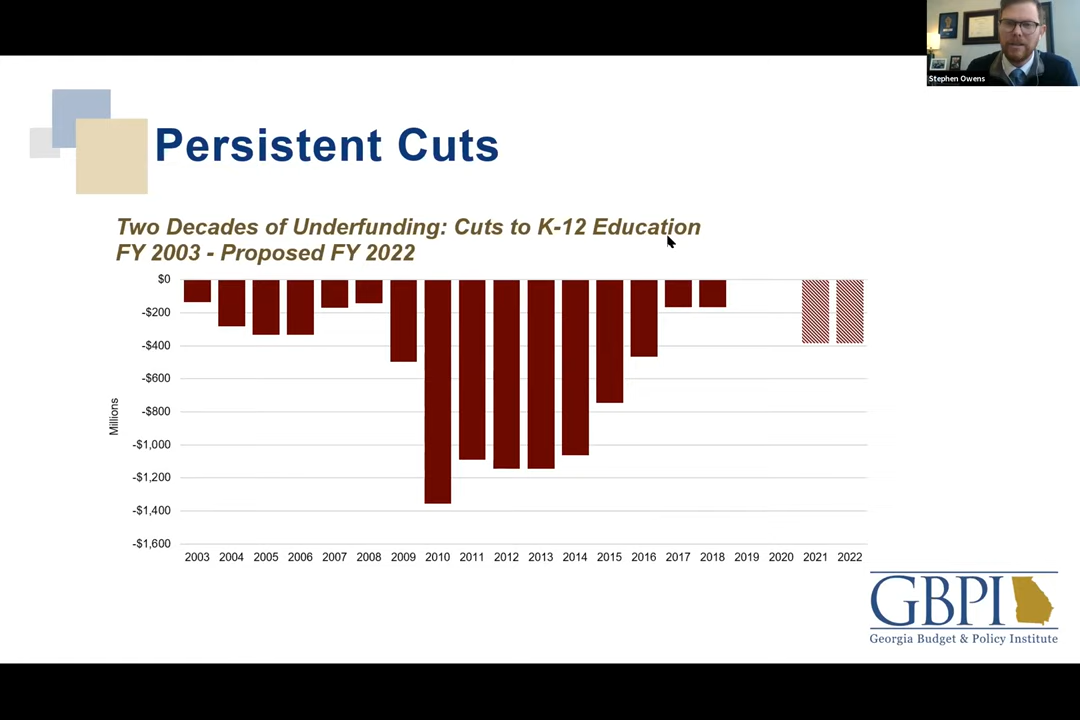 Stephen Owens
Persistent Cuts
Two Decades of Underfunding: Cuts to K-12 Education
FY 2003 - Proposed FY 2022
$0
-$200
-$400
-$600
-$800
-$1,000
-$1,200
-$1,400
-$1,600
Millions
2003 2004 2005 2006 2007 2008 2009 2010 2011 2012 2013 2014 2015 2016 2017 2018 2019 2020 2021 2022
GBPI
Georgia Budget & Policy Institute